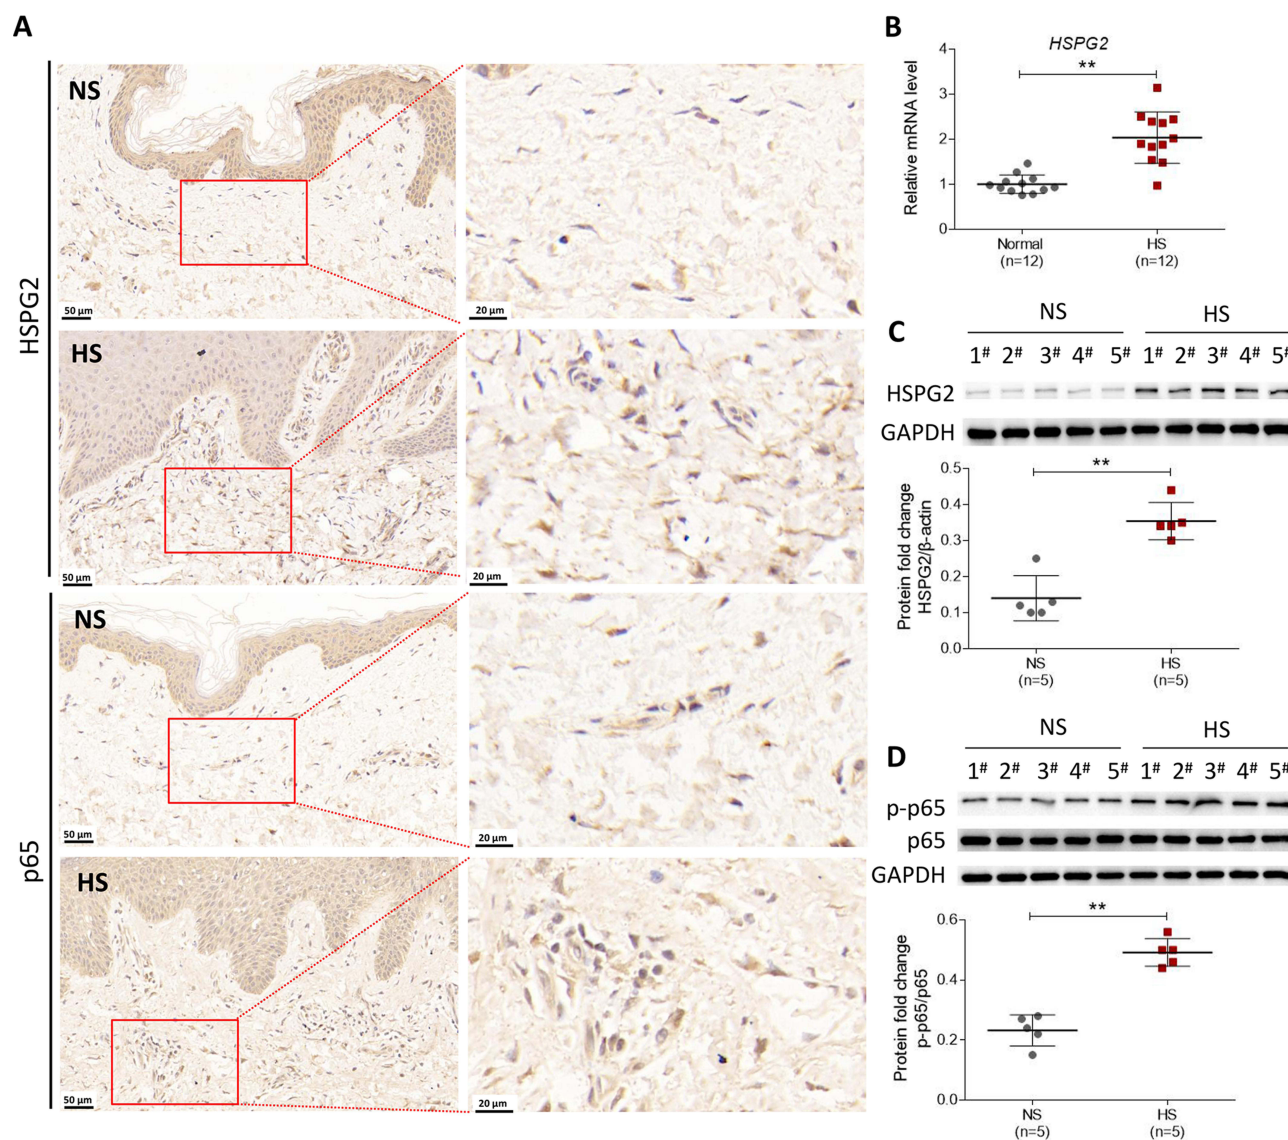 A
HSPG2
NS
50 μm
20 μm
HS
50 μm
20 μm
p65
NS
50 μm
20 μm
HS
50 μm
20 μm
B
HSPG2
**
Relative mRNA level
4
3
2
1
0
Normal
(n=12)
HS
(n=12)
C
NS
HS
1# 2# 3# 4# 5# 1# 2# 3# 4# 5#
HSPG2
GAPDH
**
Protein fold change
HSPG2/β-actin
0.5
0.4
0.3
0.2
0.1
0.0
NS
(n=5)
HS
(n=5)
D
NS
HS
1# 2# 3# 4# 5# 1# 2# 3# 4# 5#
p-p65
p65
GAPDH
**
Protein fold change
p-p65/p65
0.6
0.4
0.2
0.0
NS
(n=5)
HS
(n=5)